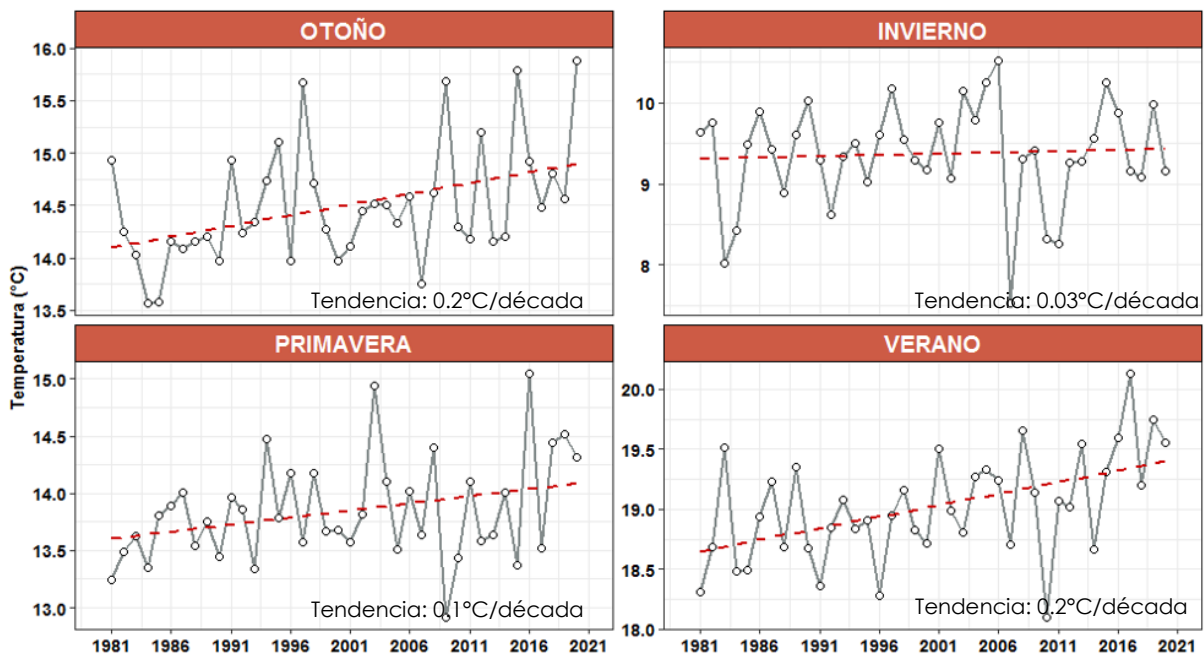 OTOÑO
INVIERNO
Temperatura (°C)
16.0
15.5
15.0
14.5
14.0
13.5
Tendencia: 0.2°C/década
10
9
8
Tendencia: 0.03°C/década
PRIMAVERA
VERANO
15.0
14.5
14.0
13.5
13.0
Tendencia: 0.1°C/década
20.0
19.5
19.0
18.5
18.0
Tendencia: 0.2°C/década
1981 1986 1991 1996 2001 2006 2011 2016 2021
1981 1986 1991 1996 2001 2006 2011 2016 2021